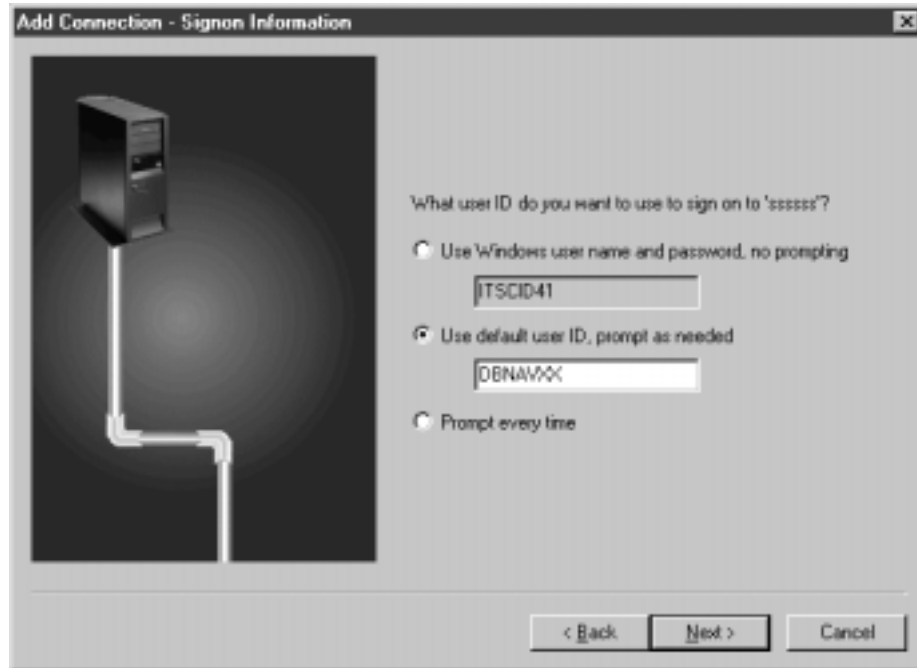 Add Connection - Signon Information
What user ID do you want to use to sign on to 'ssssss'?
Use Windows user name and password, no prompting
ITSCID41
Use default user ID, prompt as needed
DBNAVXX
Prompt every time
< Back
Next >
Cancel